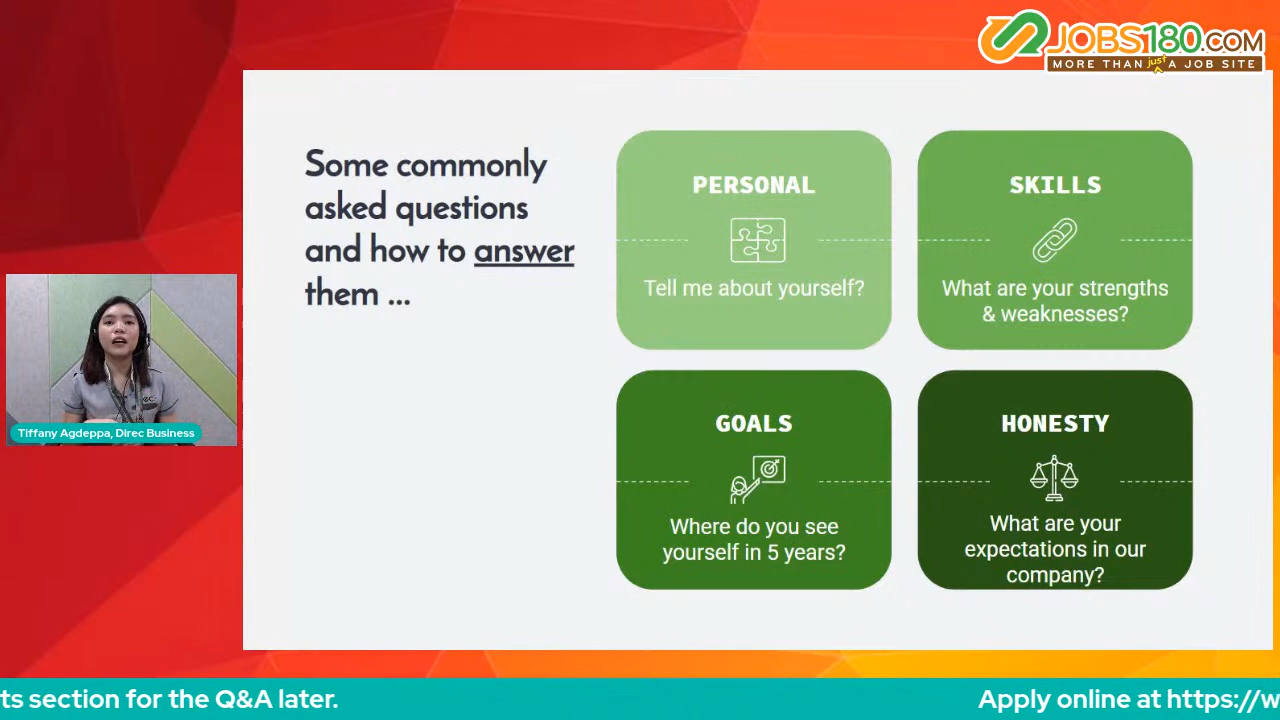 JOBS180.COM
MORE THAN just A JOB SITE
Some commonly
asked questions
and how to answer
them ...
PERSONAL
Tell me about yourself?
SKILLS
What are your strengths
& weaknesses?
GOALS
Where do you see
yourself in 5 years?
HONESTY
What are your
expectations in our
company?
Tiffany Agdeppa, Direc Business
ts section for the Q&A later.
Apply online at https://w